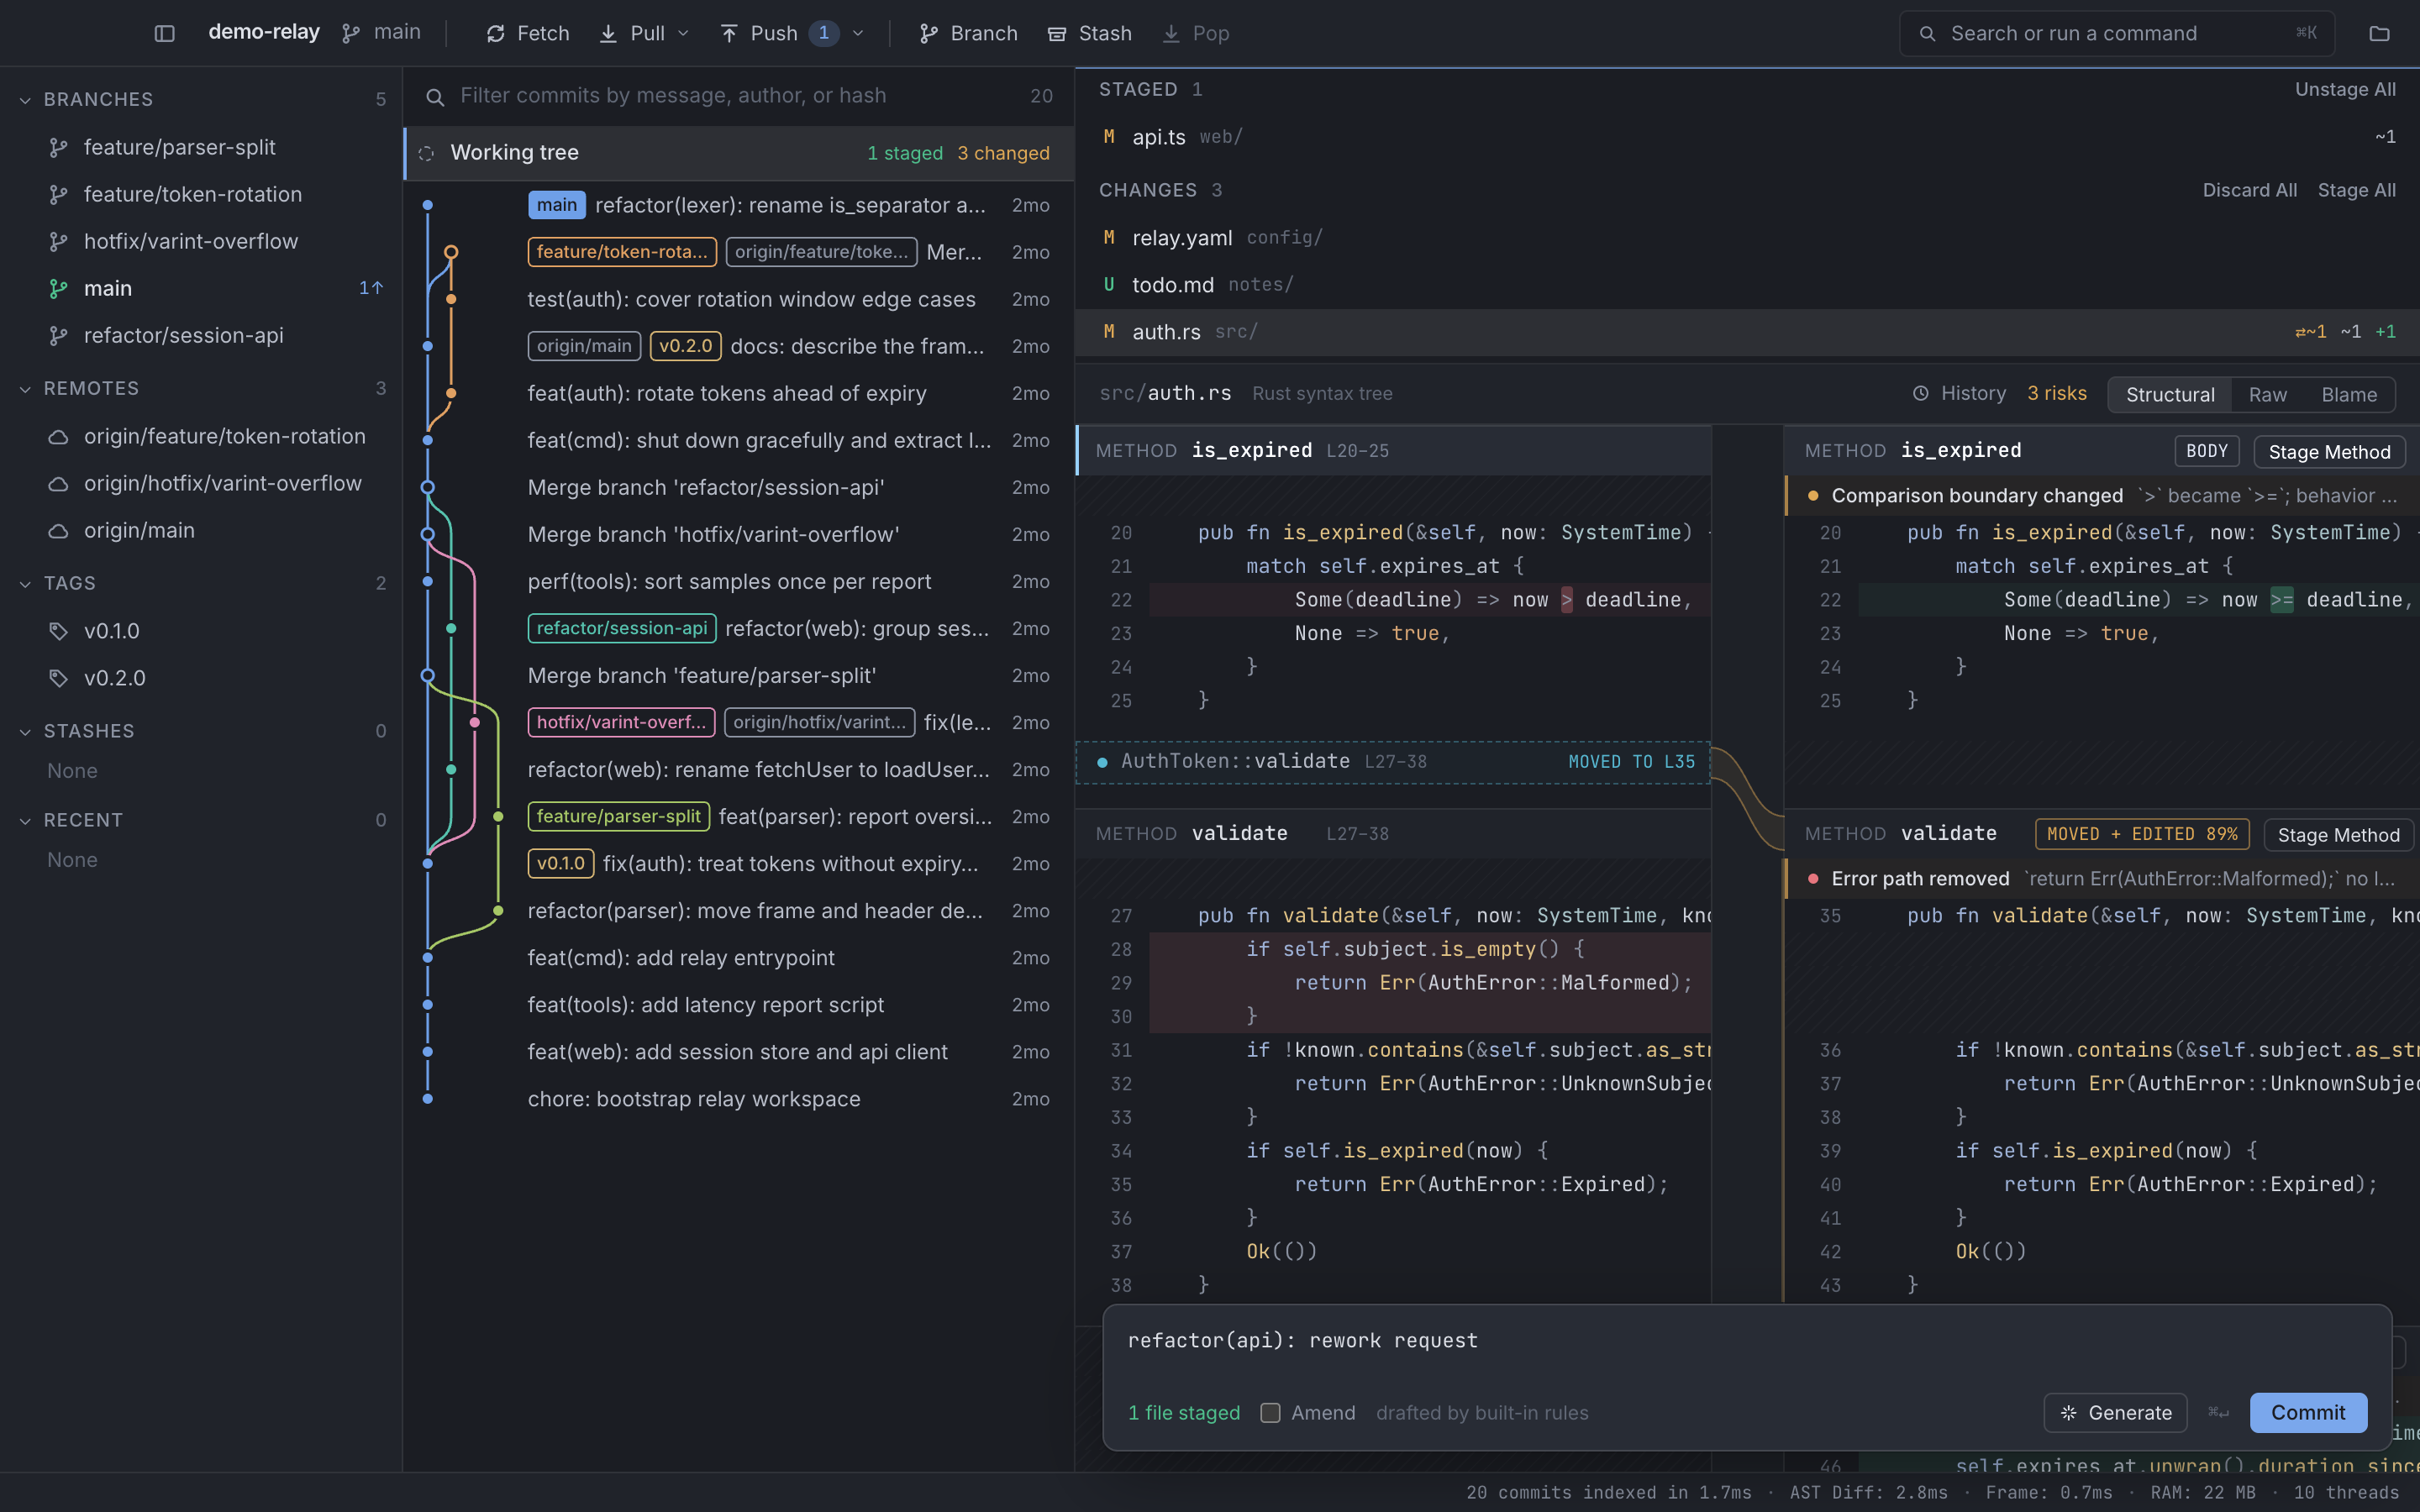 demo-relay main Fetch Pull Push 1 Branch Stash Pop Search or run a command ⌘K
BRANCHES 5
feature/parser-split
feature/token-rotation
hotfix/varint-overflow
main 1↑
refactor/session-api
REMOTES 3
origin/feature/token-rotation
origin/hotfix/varint-overflow
origin/main
TAGS 2
v0.1.0
v0.2.0
STASHES 0
None
RECENT 0
None
Filter commits by message, author, or hash 20
Working tree 1 staged 3 changed
main refactor(lexer): rename is_separator a... 2mo
feature/token-rota... origin/feature/toke... Mer... 2mo
test(auth): cover rotation window edge cases 2mo
origin/main v0.2.0 docs: describe the fram... 2mo
feat(auth): rotate tokens ahead of expiry 2mo
feat(cmd): shut down gracefully and extract l... 2mo
Merge branch 'refactor/session-api' 2mo
Merge branch 'hotfix/varint-overflow' 2mo
perf(tools): sort samples once per report 2mo
refactor/session-api refactor(web): group ses... 2mo
Merge branch 'feature/parser-split' 2mo
hotfix/varint-overf... origin/hotfix/varint... fix(le... 2mo
refactor(web): rename fetchUser to loadUser... 2mo
feature/parser-split feat(parser): report oversi... 2mo
v0.1.0 fix(auth): treat tokens without expiry... 2mo
refactor(parser): move frame and header de... 2mo
feat(cmd): add relay entrypoint 2mo
feat(tools): add latency report script 2mo
feat(web): add session store and api client 2mo
chore: bootstrap relay workspace 2mo
STAGED 1 Unstage All
M api.ts web/ ~1
CHANGES 3 Discard All Stage All
M relay.yaml config/
U todo.md notes/
M auth.rs src/ ⇄~1 ~1 +1
src/auth.rs Rust syntax tree History 3 risks Structural Raw Blame
METHOD is_expired L20–25
20 pub fn is_expired(&self, now: SystemTime)
21 match self.expires_at {
22 Some(deadline) => now > deadline,
23 None => true,
24 }
25 }
AuthToken::validate L27–38 MOVED TO L35
METHOD validate L27–38
27 pub fn validate(&self, now: SystemTime, kno
28 if self.subject.is_empty() {
29 return Err(AuthError::Malformed);
30 }
31 if !known.contains(&self.subject.as_str
32 return Err(AuthError::UnknownSubjec
33 }
34 if self.is_expired(now) {
35 return Err(AuthError::Expired);
36 }
37 Ok(())
38 }
METHOD is_expired BODY Stage Method
Comparison boundary changed `>` became `>=`; behavior ...
20 pub fn is_expired(&self, now: SystemTime)
21 match self.expires_at {
22 Some(deadline) => now >= deadline,
23 None => true,
24 }
25 }
METHOD validate MOVED + EDITED 89% Stage Method
Error path removed `return Err(AuthError::Malformed);` no l...
35 pub fn validate(&self, now: SystemTime, kno
36 if !known.contains(&self.subject.as_str
37 return Err(AuthError::UnknownSubjec
38 }
39 if self.is_expired(now) {
40 return Err(AuthError::Expired);
41 }
42 Ok(())
43 }
refactor(api): rework request
1 file staged Amend drafted by built-in rules Generate ⌘↵ Commit
46 self.expires_at.unwrap().duration_since
20 commits indexed in 1.7ms · AST Diff: 2.8ms · Frame: 0.7ms · RAM: 22 MB · 10 threads